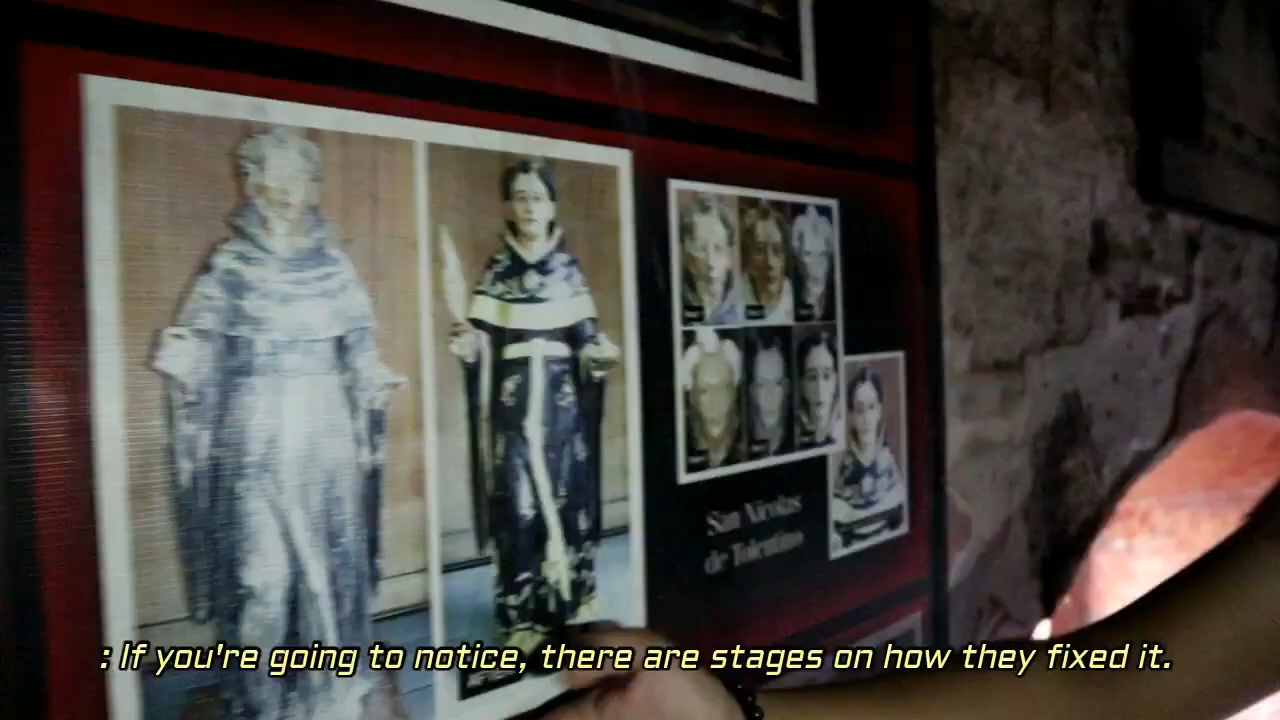 San Nicolas
de Tolentino
: If you're going to notice, there are stages on how they fixed it.